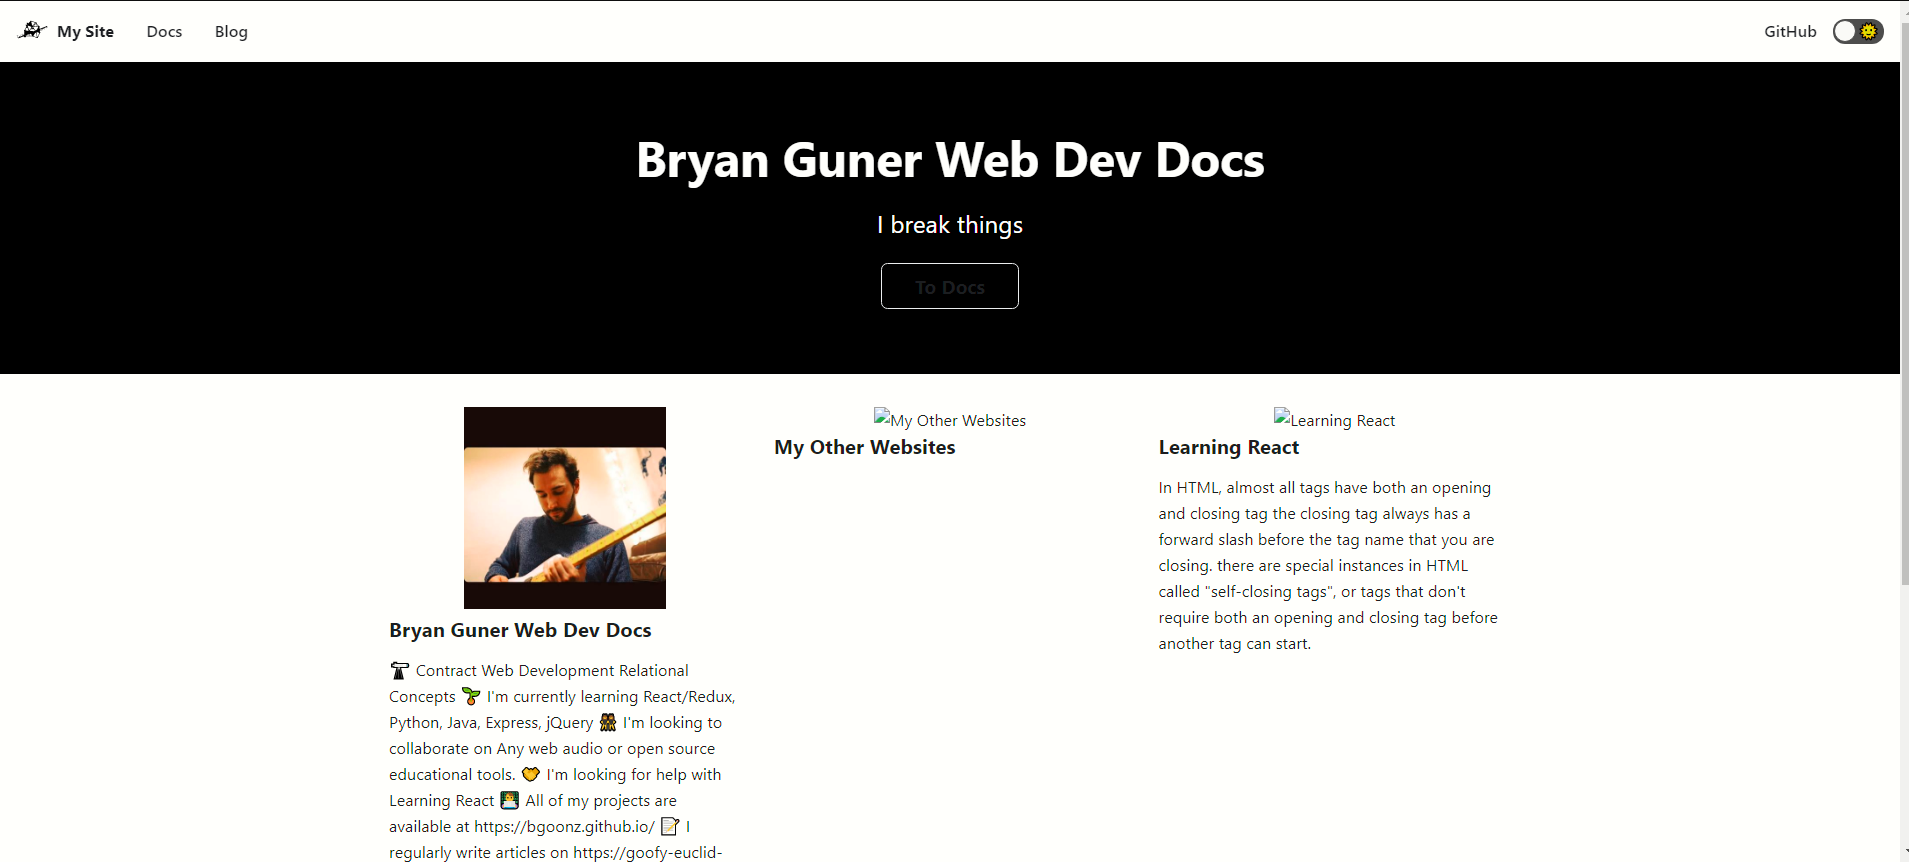 My Site Docs Blog GitHub
Bryan Guner Web Dev Docs
I break things
To Docs
Bryan Guner Web Dev Docs
Contract Web Development Relational
Concepts 🌱 I'm currently learning React/Redux,
Python, Java, Express, jQuery 👯 I'm looking to
collaborate on Any web audio or open source
educational tools. 🤝 I'm looking for help with
Learning React 👨‍💻 All of my projects are
available at https://bgoonz.github.io/ 📝 I
regularly write articles on https://goofy-euclid-
My Other Websites
My Other Websites
Learning React
Learning React
In HTML, almost all tags have both an opening
and closing tag the closing tag always has a
forward slash before the tag name that you are
closing. there are special instances in HTML
called "self-closing tags", or tags that don't
require both an opening and closing tag before
another tag can start.